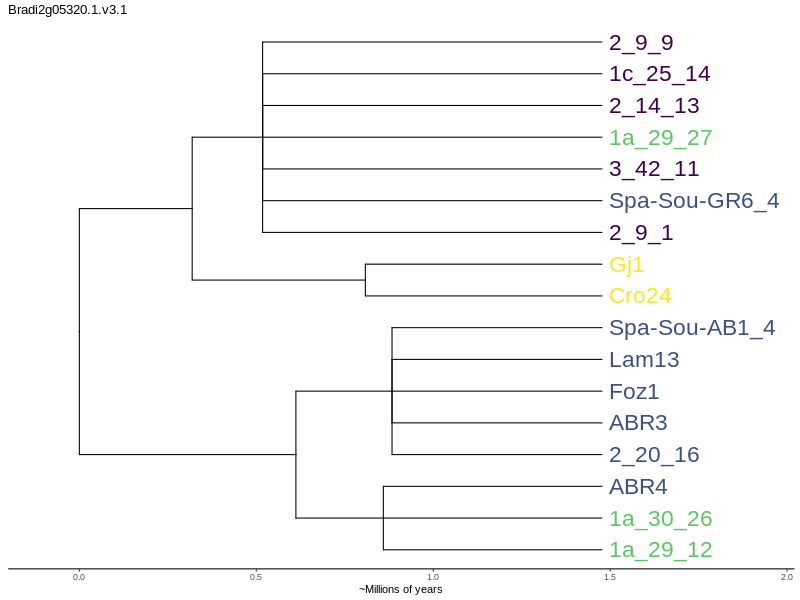 Bradi2g05320.1.v3.1
2_9_9
1c_25_14
2_14_13
1a_29_27
3_42_11
Spa-Sou-GR6_4
2_9_1
Gj1
Cro24
Spa-Sou-AB1_4
Lam13
Foz1
ABR3
2_20_16
ABR4
1a_30_26
1a_29_12
0.0 0.5 1.0 1.5 2.0
~Millions of years